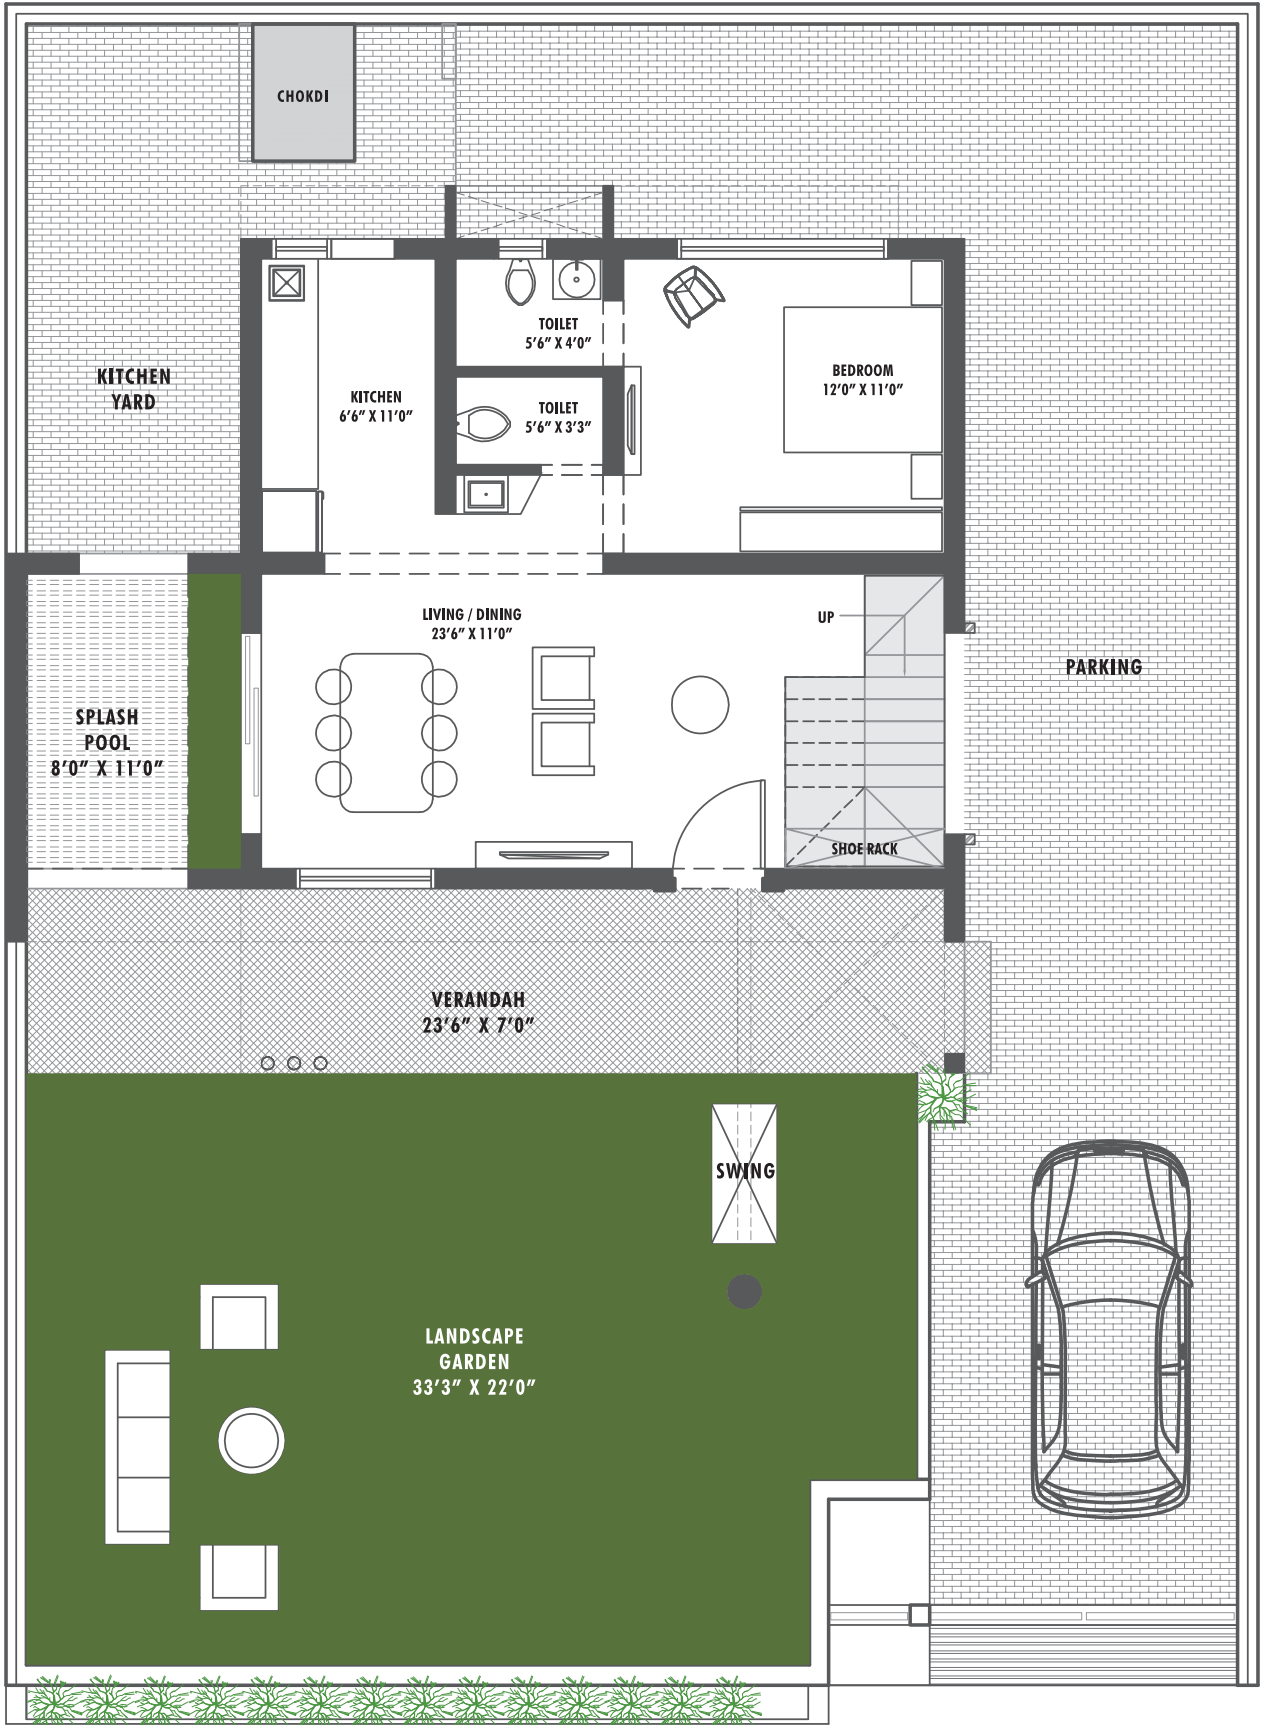 CHOKDI
TOILET
5'6" X 4'0"
KITCHEN
YARD
BEDROOM
12'0" X 11'0"
KITCHEN
6'6" X 11'0"
TOILET
5'6" X 3'3"
LIVING / DINING
23'6" X 11'0"
UP
PARKING
SPLASH
POOL
8'0" X 11'0"
SHOE RACK
VERANDAH
23'6" X 7'0"
SWING
LANDSCAPE
GARDEN
33'3" X 22'0"